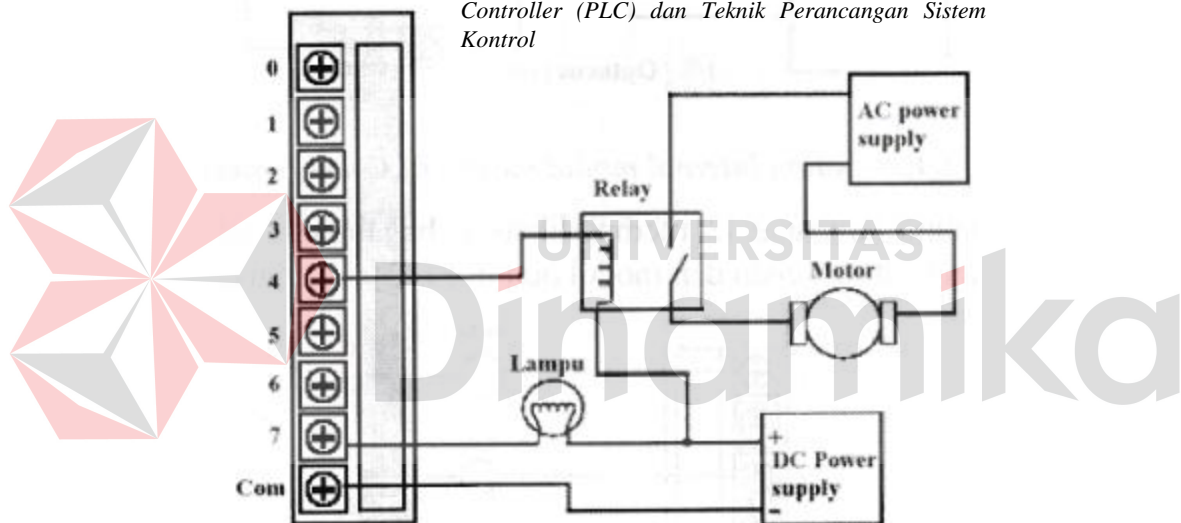 Controller (PLC) dan Teknik Perancangan Sistem
Kontrol
0
1
2
3
4
5
6
7
Com
Relay
AC power
supply
Motor
Lampu
+
DC Power
supply
-
UNIVERSITAS
Dinamika